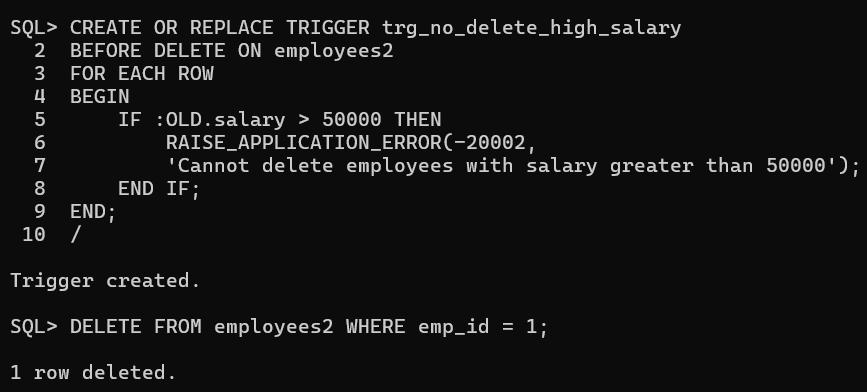 SQL> CREATE OR REPLACE TRIGGER trg_no_delete_high_salary
  2  BEFORE DELETE ON employees2
  3  FOR EACH ROW
  4  BEGIN
  5      IF :OLD.salary > 50000 THEN
  6          RAISE_APPLICATION_ERROR(-20002,
  7          'Cannot delete employees with salary greater than 50000');
  8      END IF;
  9  END;
 10  /
Trigger created.
SQL> DELETE FROM employees2 WHERE emp_id = 1;
1 row deleted.